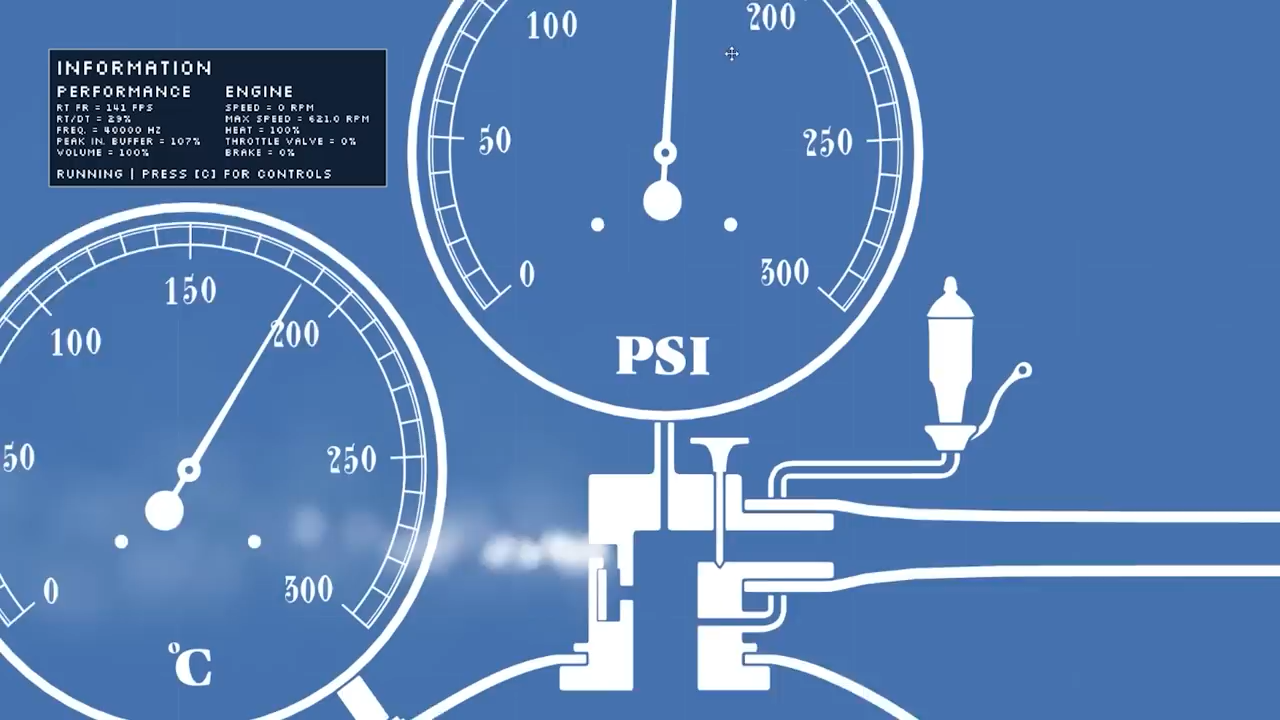 INFORMATION
PERFORMANCE
RT FR = 141 FPS
RT/DT = 29%
FREQ. = 40000 HZ
PEAK IN. BUFFER = 107%
VOLUME = 100%
ENGINE
SPEED = 0 RPM
MAX SPEED = 621.0 RPM
HEAT = 100%
THROTTLE VALVE = 0%
BRAKE = 0%
RUNNING | PRESS [C] FOR CONTROLS
100
200
50
250
0
300
PSI
150
100
200
50
250
0
300
°C